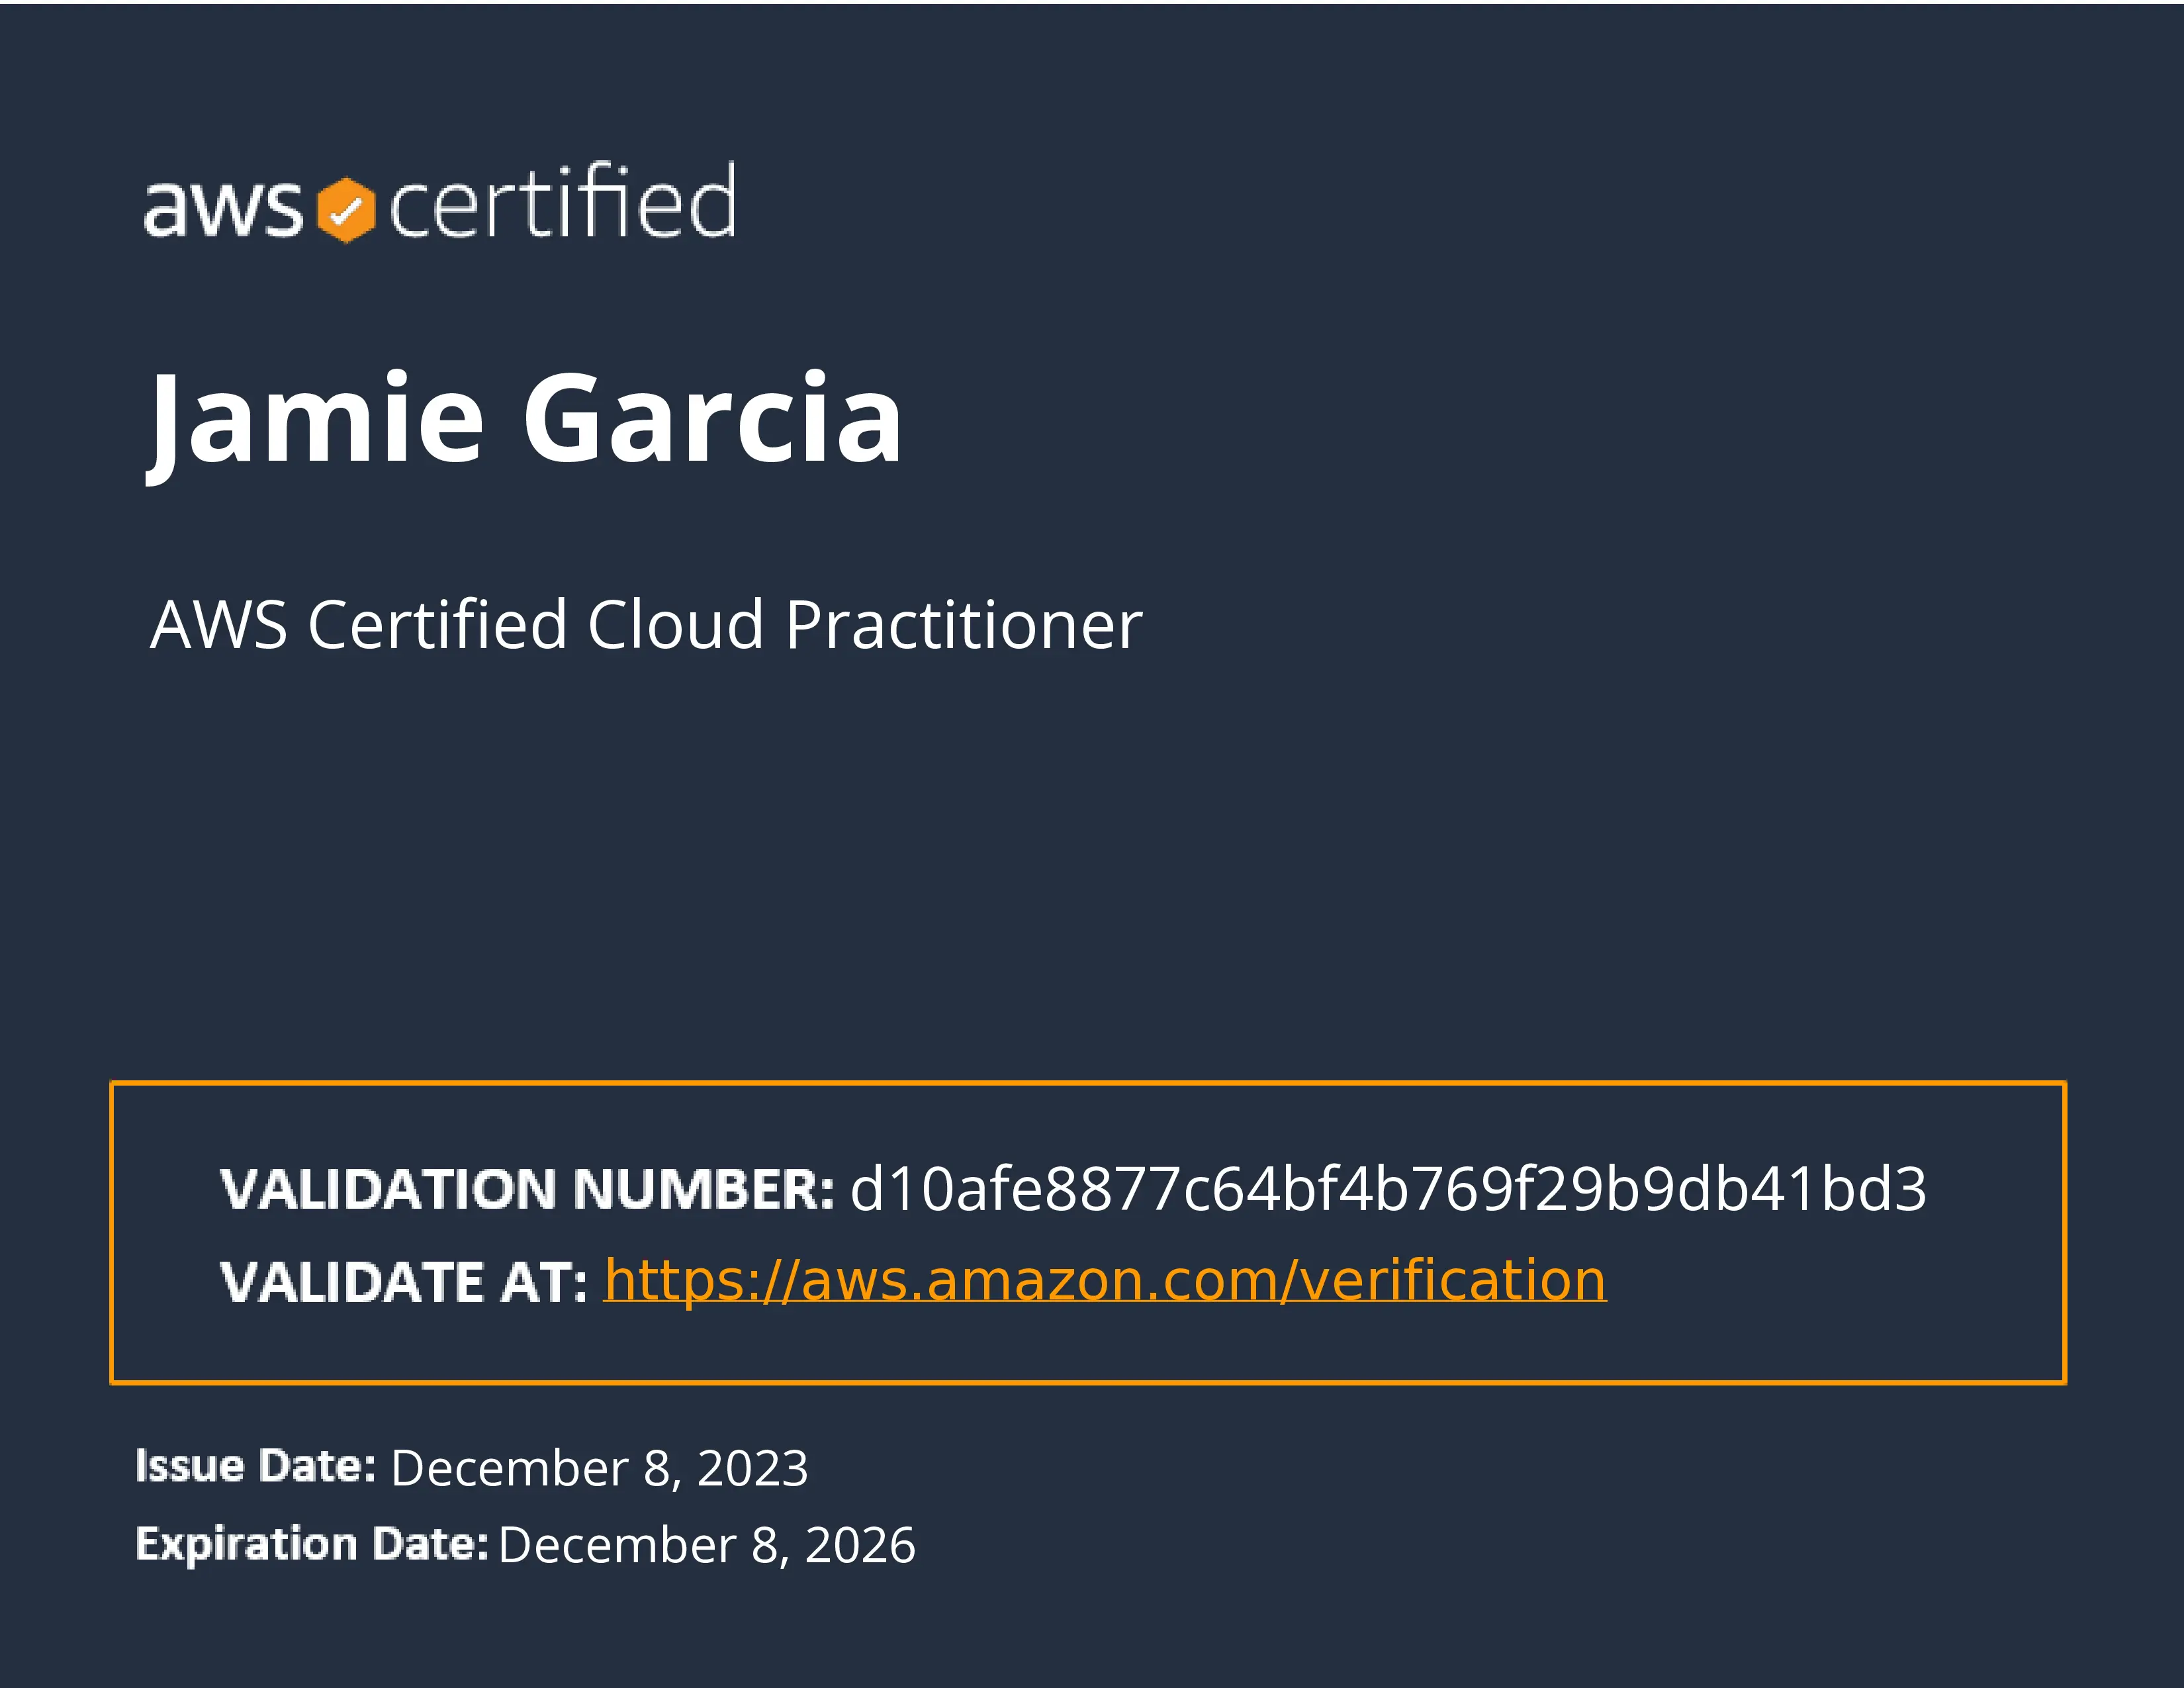 aws certified
Jamie Garcia
AWS Certified Cloud Practitioner
VALIDATION NUMBER: d10afe8877c64bf4b769f29b9db41bd3
VALIDATE AT: https://aws.amazon.com/verification
Issue Date: December 8, 2023
Expiration Date: December 8, 2026